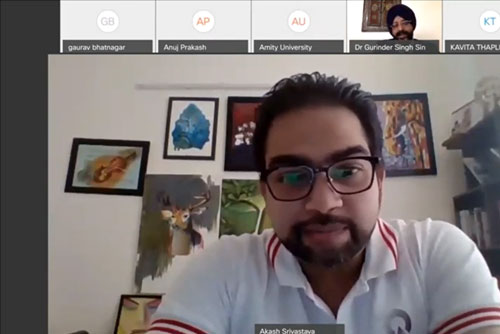 GB
AP
AU
KT
gaurav bhatnagar
Anuj Prakash
Amity University
Dr Gurinder Singh Sin
KAVITA THAPLI
Akash Srivastava